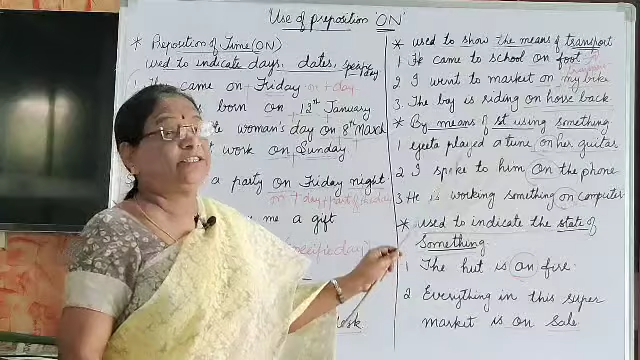 Use of preposition 'ON'
* Preposition of Time (ON)
used to indicate days, dates, specific day
came on Friday
on + day
born on 12th January
woman's day on 8th March
work on Sunday
a party on Friday night
on + day + part of the day
me a gift
specific day
* used to show the means of transport
1 He came to school on foot
2 I went to market on my bike
3 The boy is riding on horse back
* By means of st using something
1 geeta played a tune on her guitar
2 I spoke to him on the phone
3 He is working something on computer
* used to indicate the state of
Something
1 The hut is on fire.
2 Everything in this super
market is on Sale